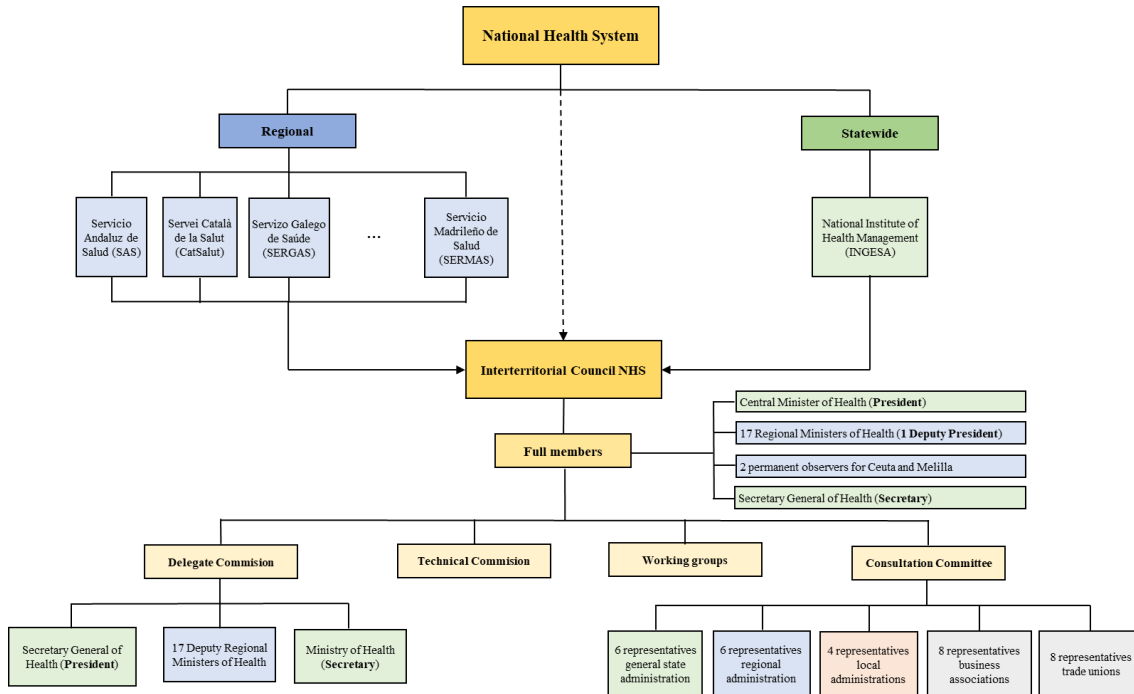 National Health System
Regional
Statewide
Servicio
Andaluz de
Salud (SAS)
Servei Català
de la Salut
(CatSalut)
Servizo Galego
de Saúde
(SERGAS)
...
Servicio
Madrileño de
Salud
(SERMAS)
National Institute of
Health Management
(INGESA)
Interterritorial Council NHS
Full members
Central Minister of Health (President)
17 Regional Ministers of Health (1 Deputy President)
2 permanent observers for Ceuta and Melilla
Secretary General of Health (Secretary)
Delegate Commision
Technical Commision
Working groups
Consultation Committee
Secretary General of
Health (President)
17 Deputy Regional
Ministers of Health
Ministry of Health
(Secretary)
6 representatives
general state
administration
6 representatives
regional
administration
4 representatives
local
administrations
8 representatives
business
associations
8 representatives
trade unions